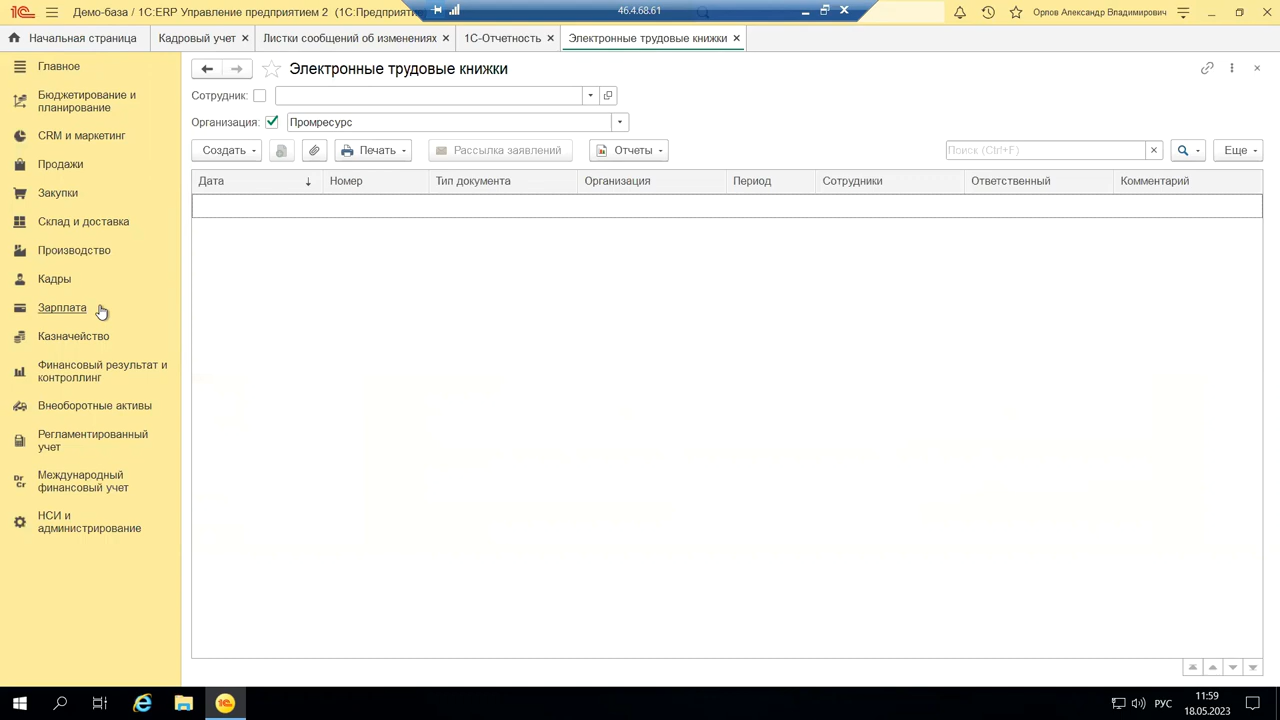 Демо-база / 1С:ERP Управление предприятием 2 (1С:Предприяти
46.4.68.61
Орлов Александр Владимирович
Начальная страница
Кадровый учет
Листки сообщений об изменениях
1С-Отчетность
Электронные трудовые книжки
Главное
Бюджетирование и
планирование
CRM и маркетинг
Продажи
Закупки
Склад и доставка
Производство
Кадры
Зарплата
Казначейство
Финансовый результат и
контроллинг
Внеоборотные активы
Регламентированный
учет
Международный
финансовый учет
НСИ и
администрирование
Электронные трудовые книжки
Сотрудник:
Организация: Промресурс
Создать Печать Рассылка заявлений Отчеты Поиск (Ctrl+F) Еще
Дата Номер Тип документа Организация Период Сотрудники Ответственный Комментарий
РУС
11:59
18.05.2023